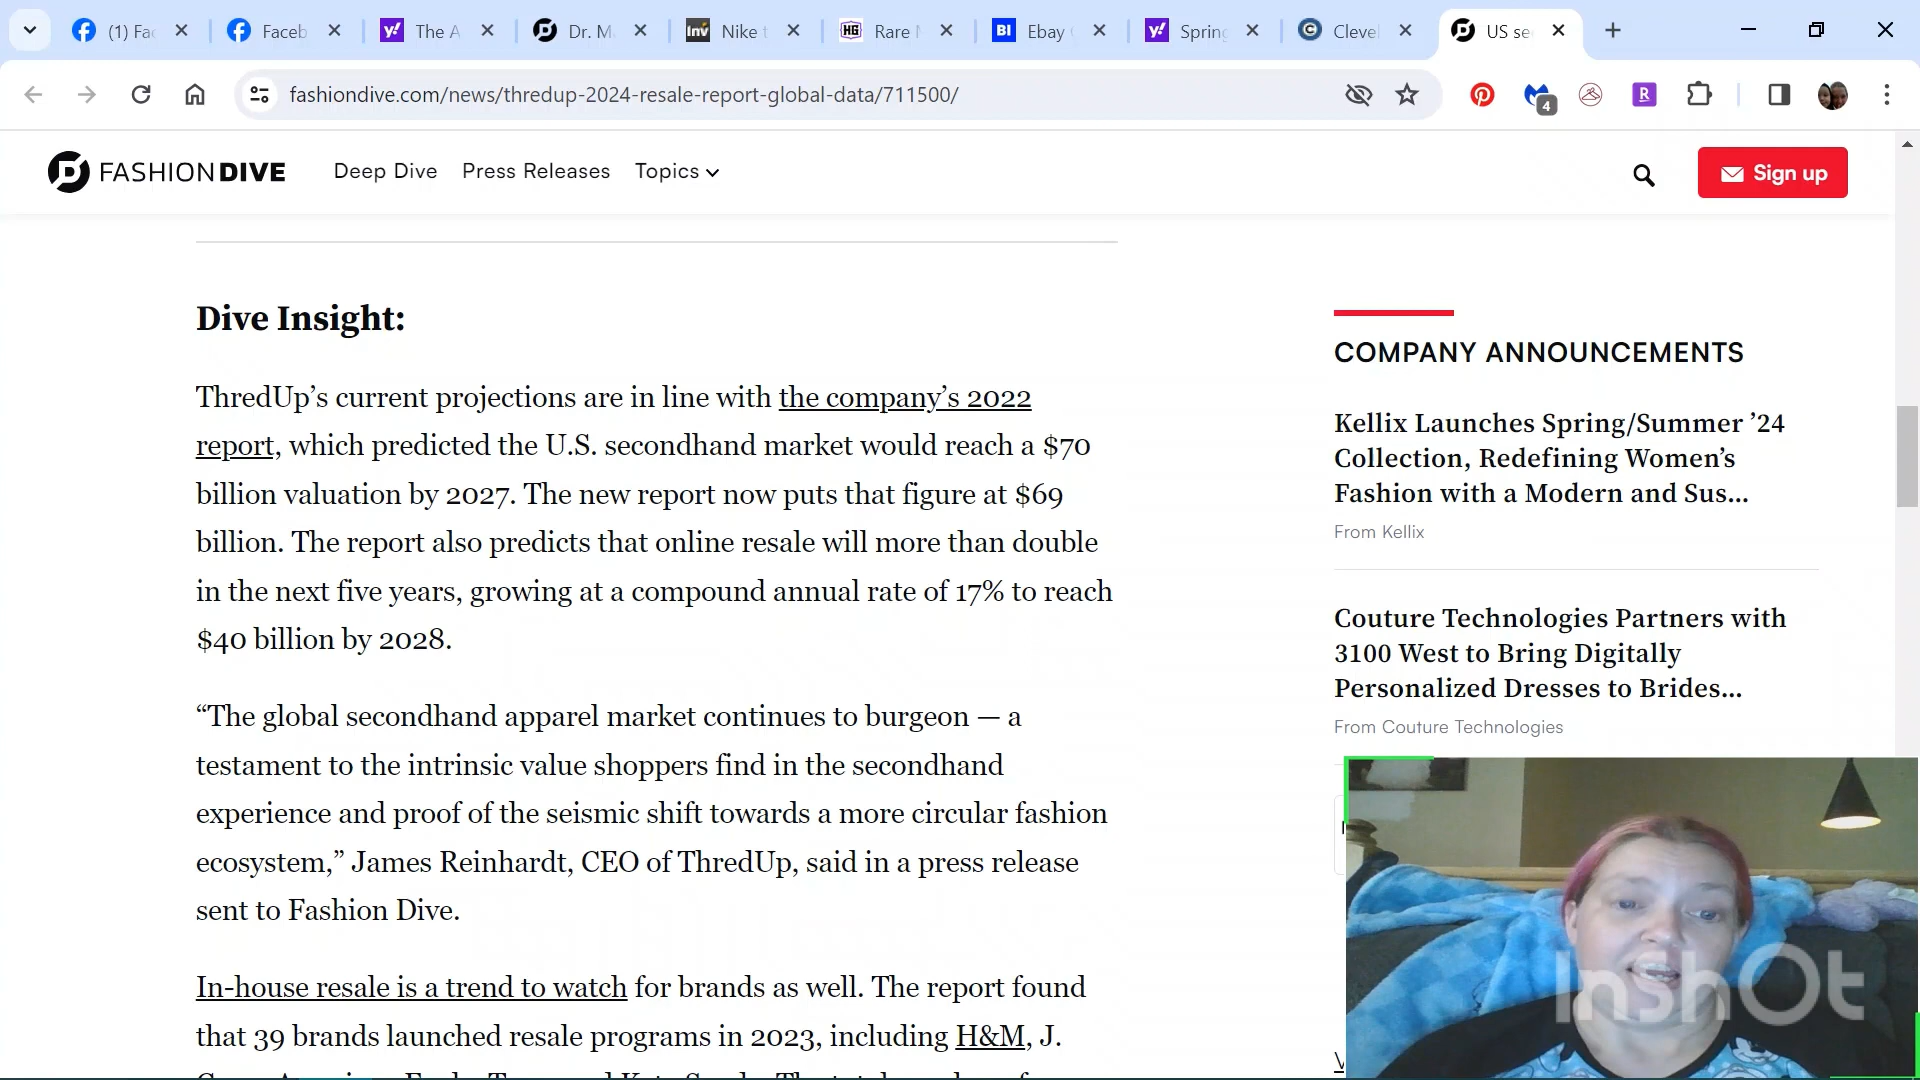 (1) Fac
Faceb
The A
Dr. M
Nike t
Rare
Ebay
Spring
Clevel
US se
fashiondive.com/news/thredup-2024-resale-report-global-data/711500/
4
FASHIONDIVE
Deep Dive
Press Releases
Topics
Sign up
Dive Insight:
ThredUp’s current projections are in line with the company’s 2022
report, which predicted the U.S. secondhand market would reach a $70
billion valuation by 2027. The new report now puts that figure at $69
billion. The report also predicts that online resale will more than double
in the next five years, growing at a compound annual rate of 17% to reach
$40 billion by 2028.
“The global secondhand apparel market continues to burgeon — a
testament to the intrinsic value shoppers find in the secondhand
experience and proof of the seismic shift towards a more circular fashion
ecosystem,” James Reinhardt, CEO of ThredUp, said in a press release
sent to Fashion Dive.
In-house resale is a trend to watch for brands as well. The report found
that 39 brands launched resale programs in 2023, including H&M, J.
COMPANY ANNOUNCEMENTS
Kellix Launches Spring/Summer ’24
Collection, Redefining Women’s
Fashion with a Modern and Sus...
From Kellix
Couture Technologies Partners with
3100 West to Bring Digitally
Personalized Dresses to Brides...
From Couture Technologies
InshOt